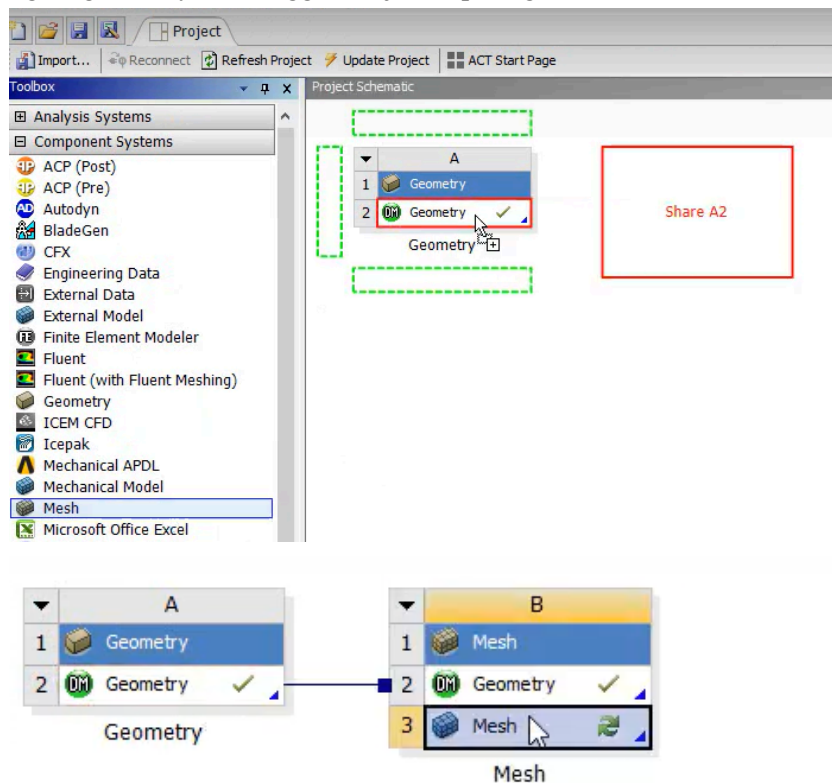 Project
Import... Reconnect Refresh Project Update Project ACT Start Page
Toolbox Project Schematic
Analysis Systems
Component Systems
ACP (Post)
ACP (Pre)
Autodyn
BladeGen
CFX
Engineering Data
External Data
External Model
Finite Element Modeler
Fluent
Fluent (with Fluent Meshing)
Geometry
ICEM CFD
Icepak
Mechanical APDL
Mechanical Model
Mesh
Microsoft Office Excel
A
1 Geometry
2 DM Geometry
Geometry
Share A2
A
1 Geometry
2 DM Geometry
Geometry
B
1 Mesh
2 DM Geometry
3 Mesh
Mesh